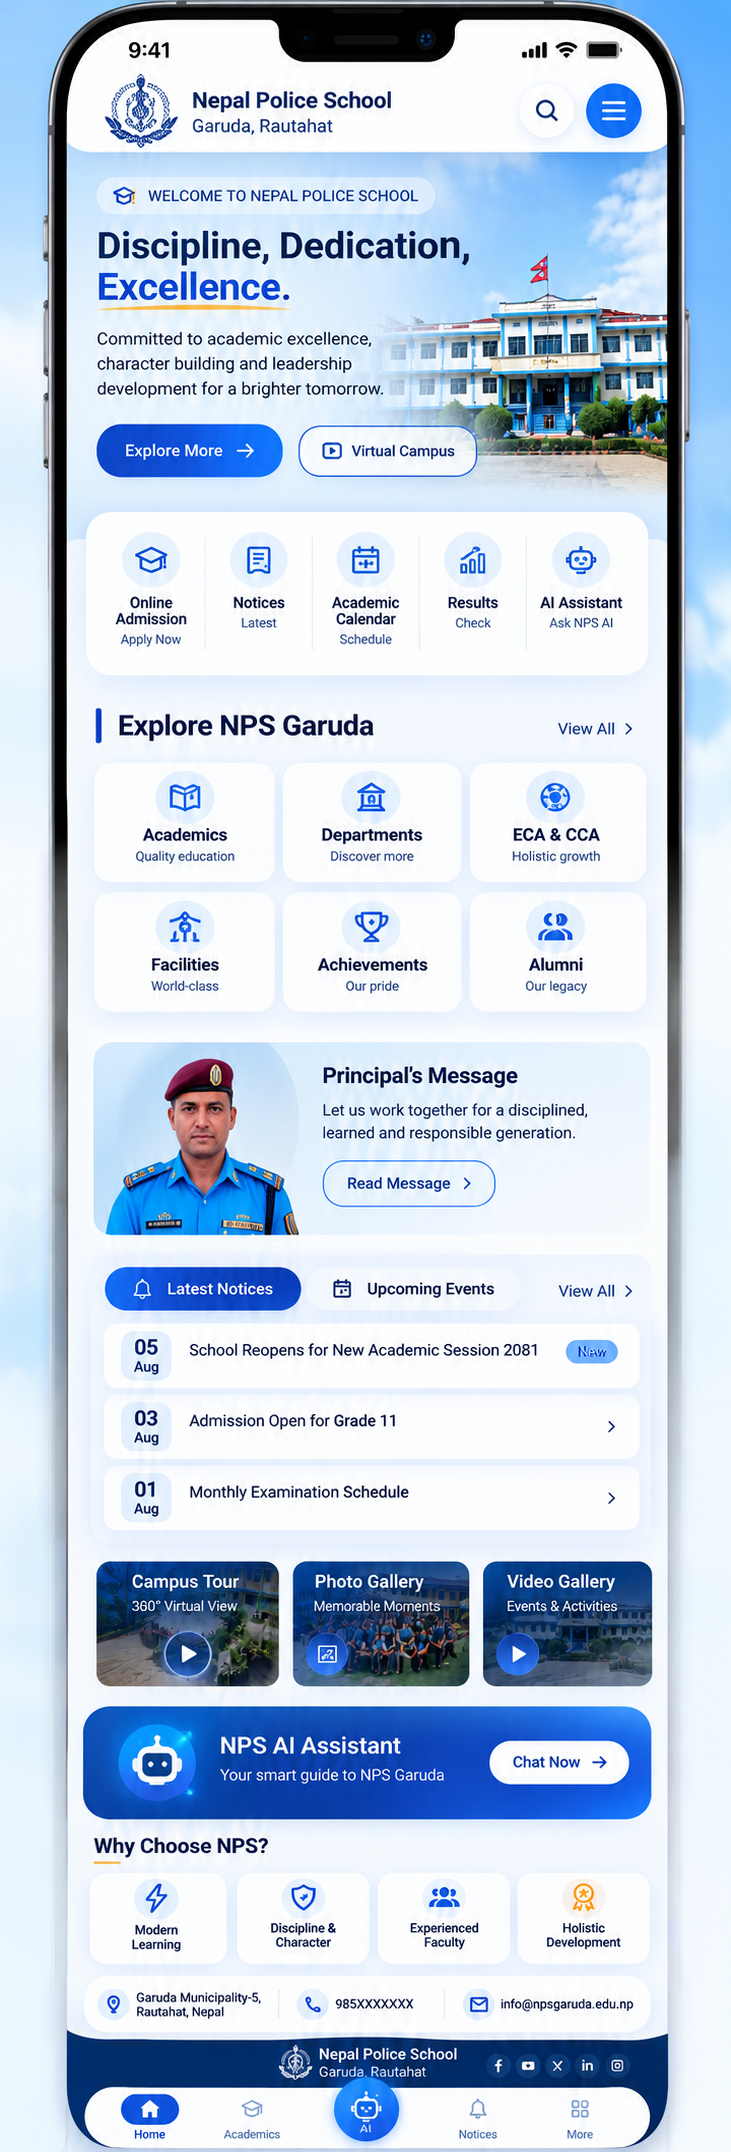 9:41
Nepal Police School
Garuda, Rautahat
WELCOME TO NEPAL POLICE SCHOOL
Discipline, Dedication,
Excellence.
Committed to academic excellence,
character building and leadership
development for a brighter tomorrow.
Explore More
Virtual Campus
Online
Admission
Apply Now
Notices
Latest
Academic
Calendar
Schedule
Results
Check
AI Assistant
Ask NPS AI
Explore NPS Garuda
View All
Academics
Quality education
Departments
Discover more
ECA & CCA
Holistic growth
Facilities
World-class
Achievements
Our pride
Alumni
Our legacy
Principal's Message
Let us work together for a disciplined,
learned and responsible generation.
Read Message
Latest Notices
Upcoming Events
View All
05
Aug
School Reopens for New Academic Session 2081
New
03
Aug
Admission Open for Grade 11
01
Aug
Monthly Examination Schedule
Campus Tour
360° Virtual View
Photo Gallery
Memorable Moments
Video Gallery
Events & Activities
NPS AI Assistant
Your smart guide to NPS Garuda
Chat Now
Why Choose NPS?
Modern
Learning
Discipline &
Character
Experienced
Faculty
Holistic
Development
Garuda Municipality-5,
Rautahat, Nepal
985XXXXXXX
info@npsgaruda.edu.np
Nepal Police School
Garuda, Rautahat
Home
Academics
AI
Notices
More